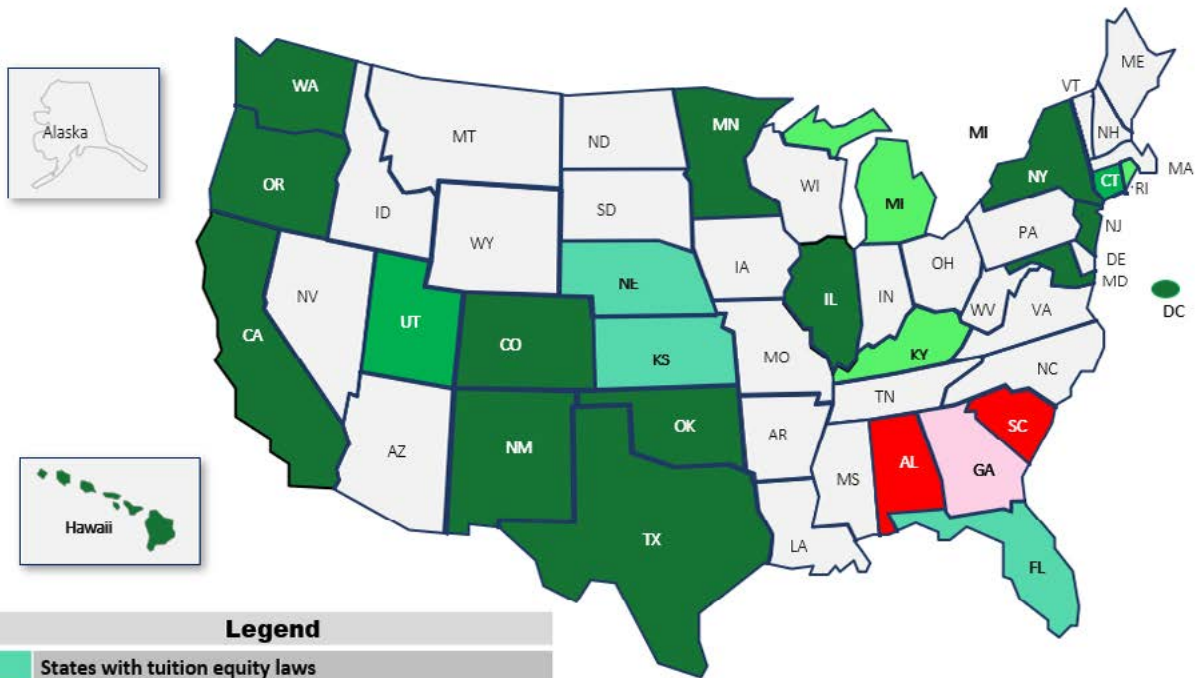 ME
VT
WA
MT
ND
MN
MI
NH
Alaska
MA
OR
NY
CT
RI
WI
MI
ID
SD
NJ
WY
PA
DE
IA
OH
MD
NE
NV
IL
IN
WV
VA
DC
UT
CA
CO
KS
MO
KY
NC
TN
OK
AR
SC
NM
AZ
AL
GA
MS
Hawaii
TX
LA
FL
Legend
States with tuition equity laws